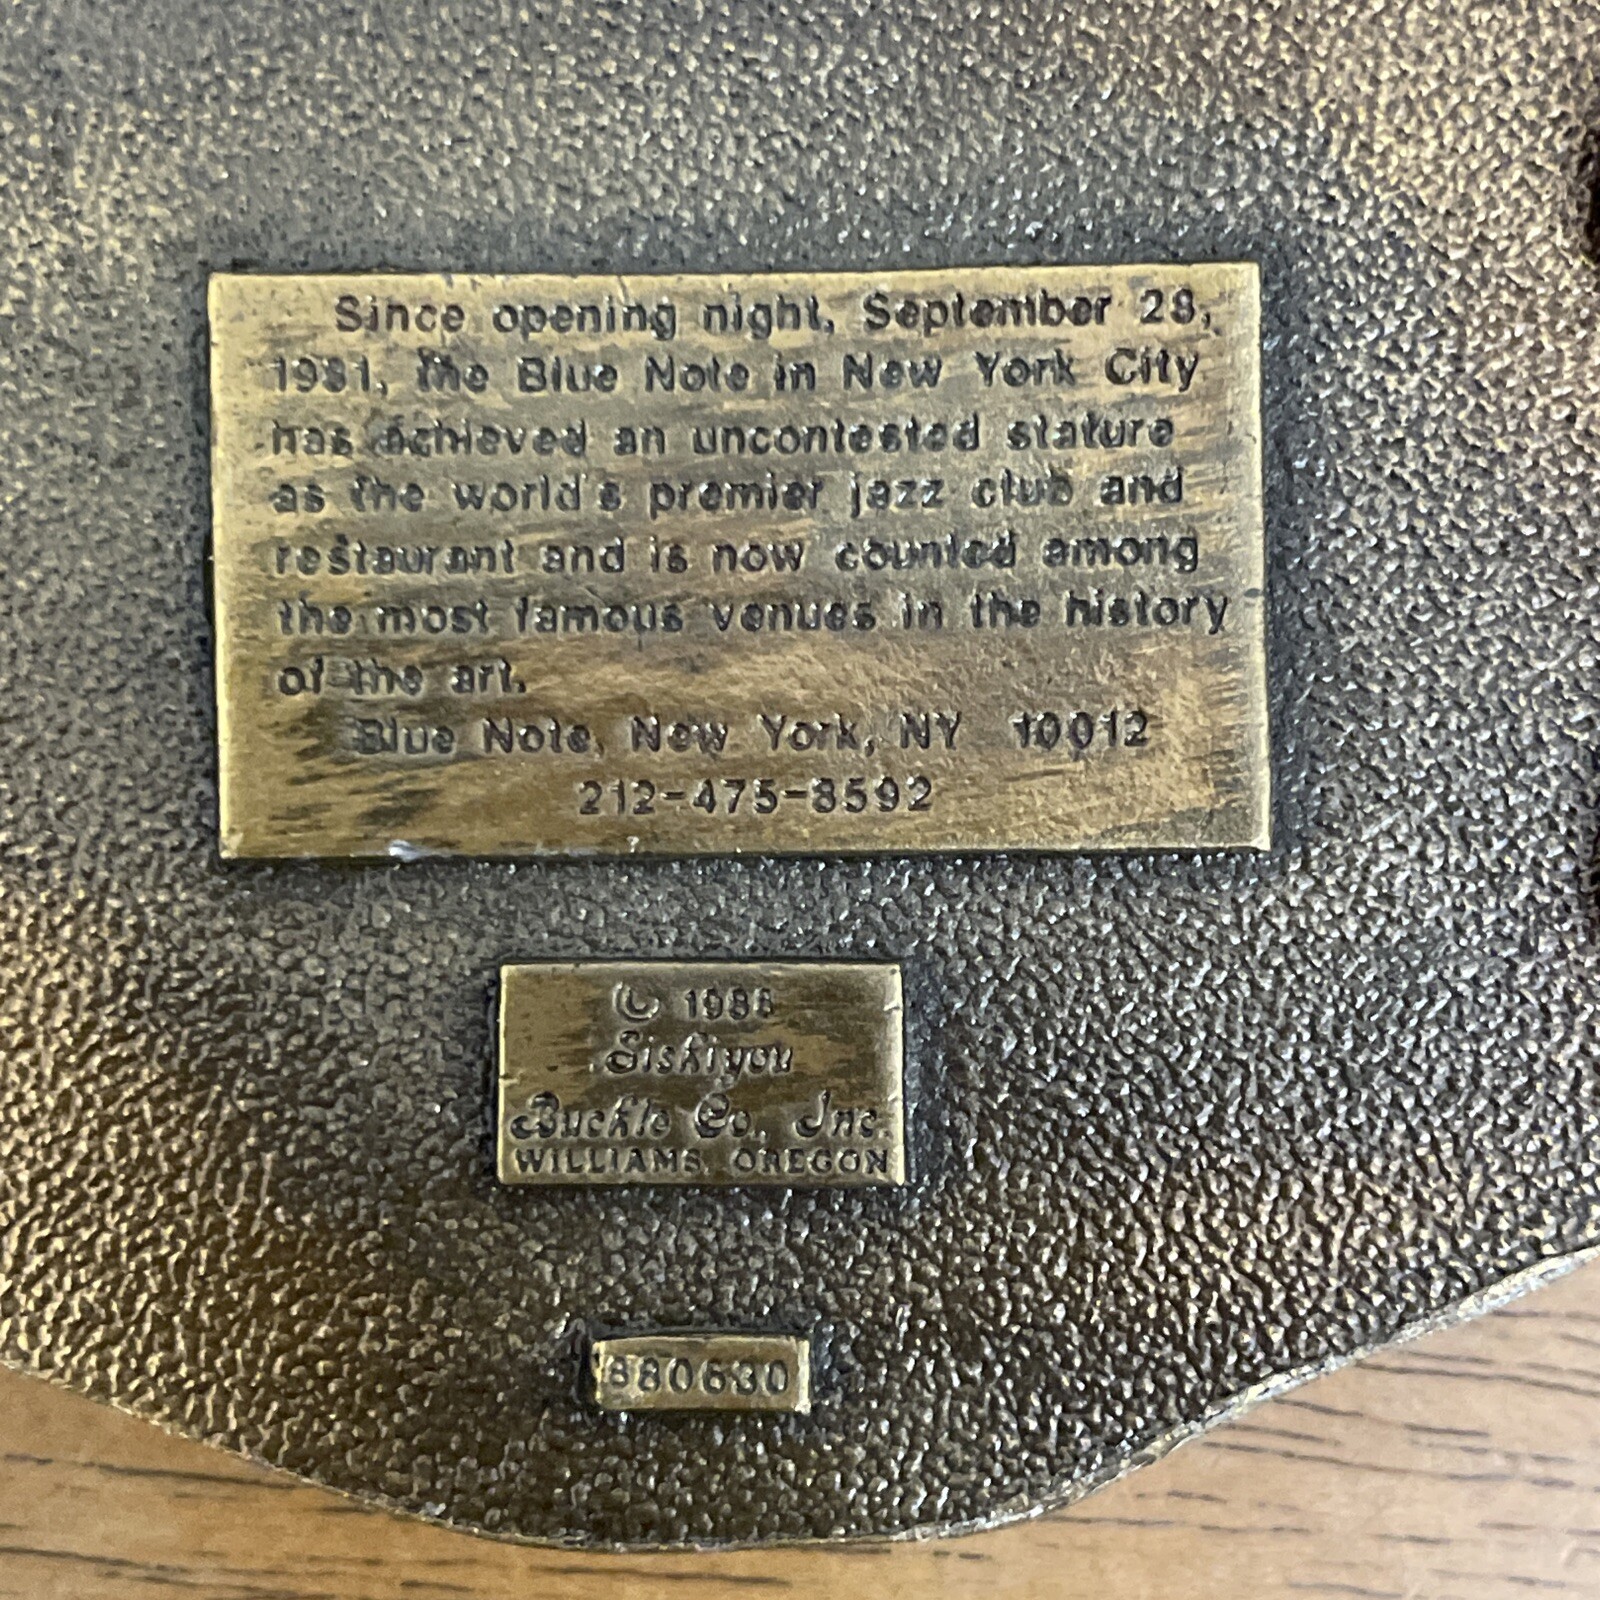 Since opening night, September 28,
1981, the Blue Note in New York City
has achieved an uncontested stature
as the world's premier jazz club and
restaurant and is now counted among
the most famous venues in the history
of the art.
Blue Note, New York, NY 10012
212-475-8592
© 1988
Siskiyou
Buckle Co. Inc.
WILLIAMS, OREGON
880630